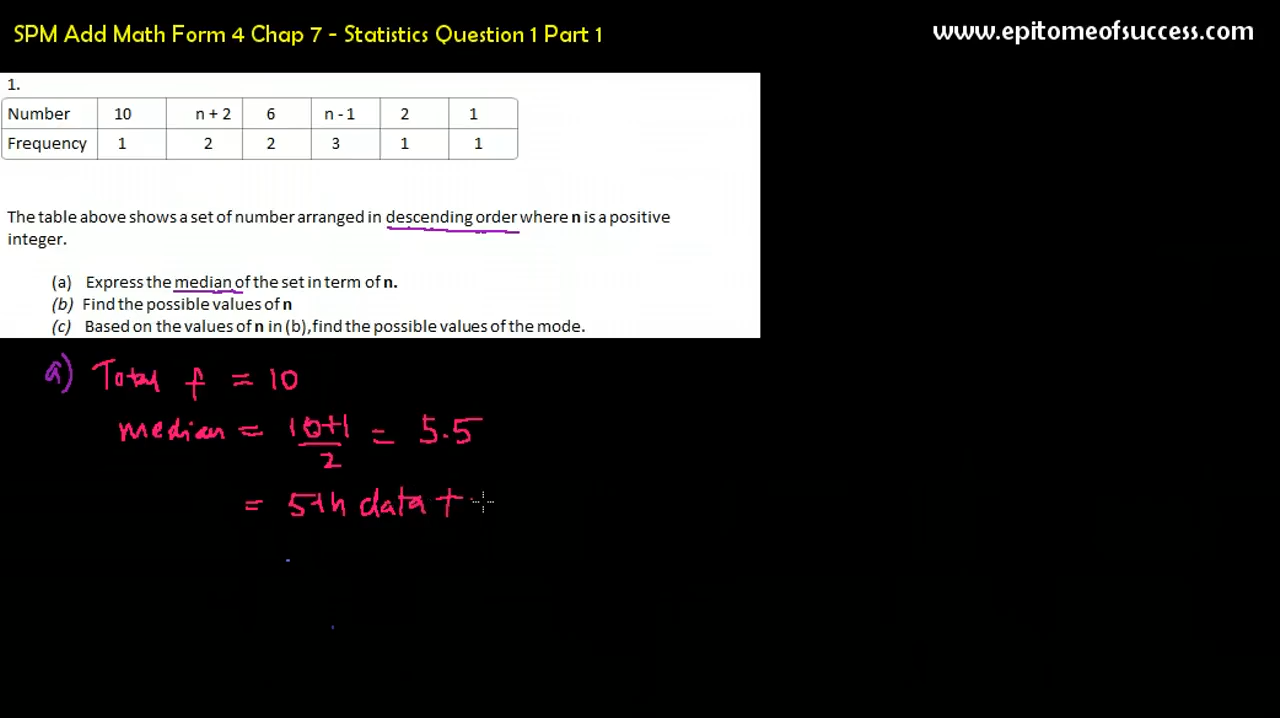 SPM Add Math Form 4 Chap 7 - Statistics Question 1 Part 1
www.epitomeofsuccess.com
1.
Number 10 n + 2 6 n - 1 2 1
Frequency 1 2 2 3 1 1
The table above shows a set of number arranged in descending order where n is a positive
integer.
(a) Express the median of the set in term of n.
(b) Find the possible values of n
(c) Based on the values of n in (b),find the possible values of the mode.
a) Total f = 10
median = 10+1 = 5.5
2
= 5th data +